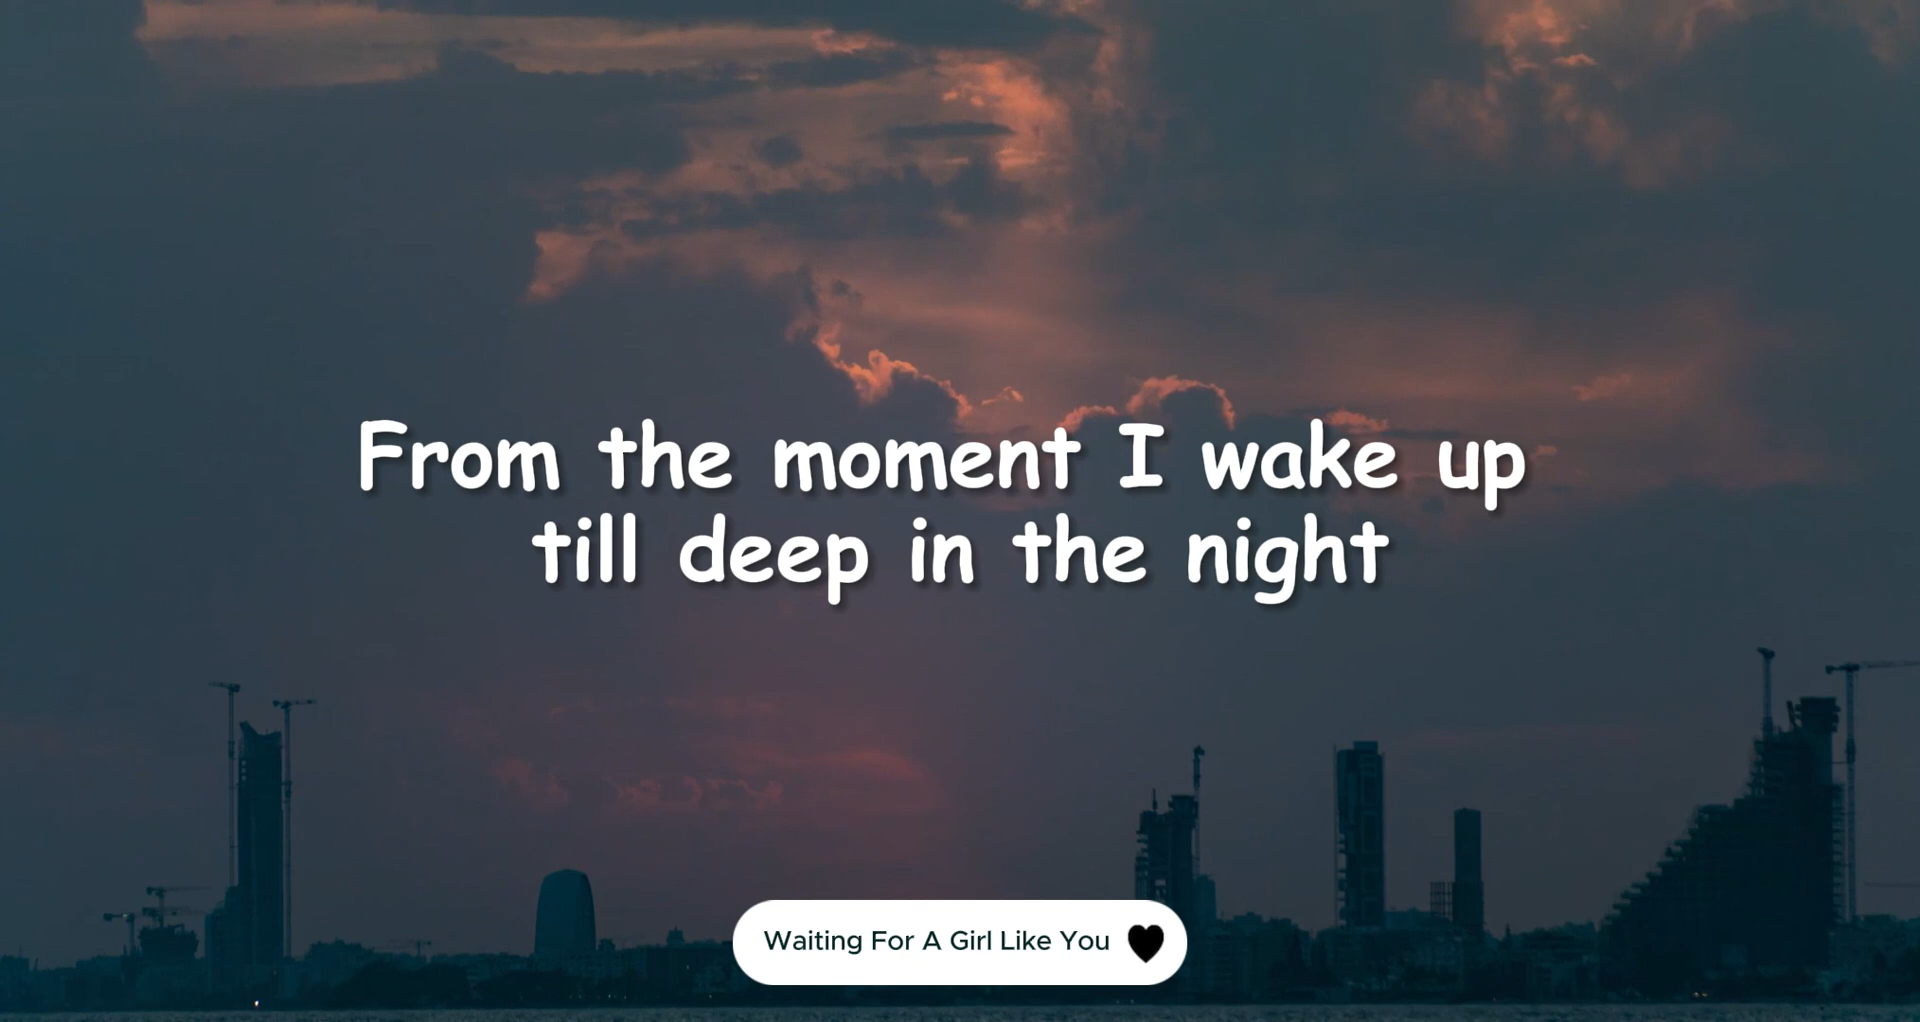 From the moment I wake up
till deep in the night
Waiting For A Girl Like You